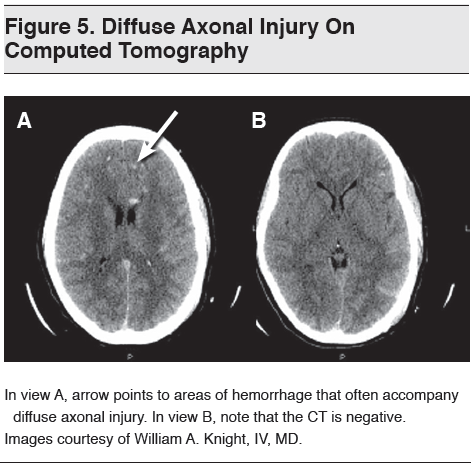 Figure 5. Diffuse Axonal Injury On
Computed Tomography
A
B
In view A, arrow points to areas of hemorrhage that often accompany
diffuse axonal injury. In view B, note that the CT is negative.
Images courtesy of William A. Knight, IV, MD.